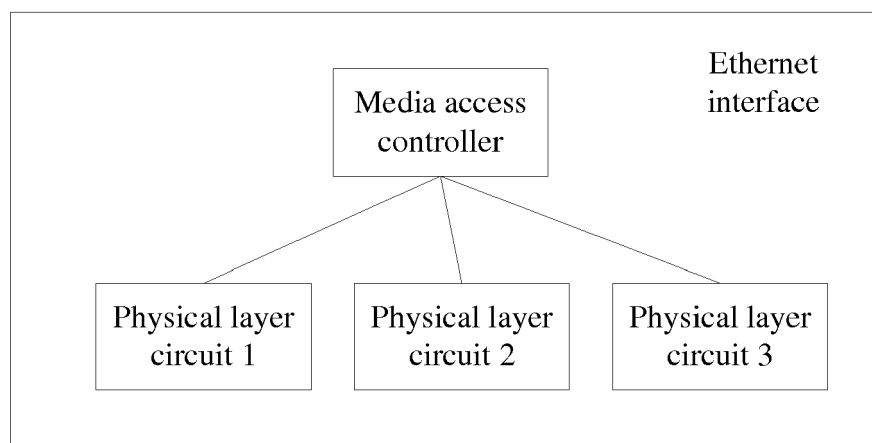 Ethernet
interface
Media access
controller
Physical layer
circuit 1
Physical layer
circuit 2
Physical layer
circuit 3